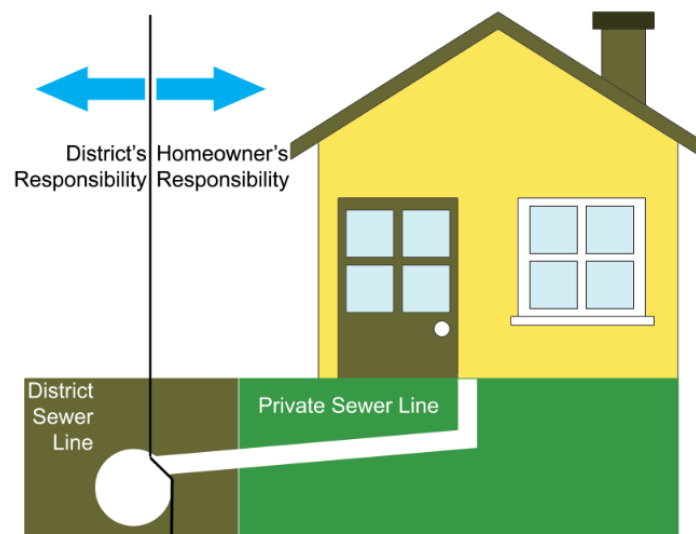 District's
Responsibility
Homeowner's
Responsibility
District
Sewer
Line
Private Sewer Line